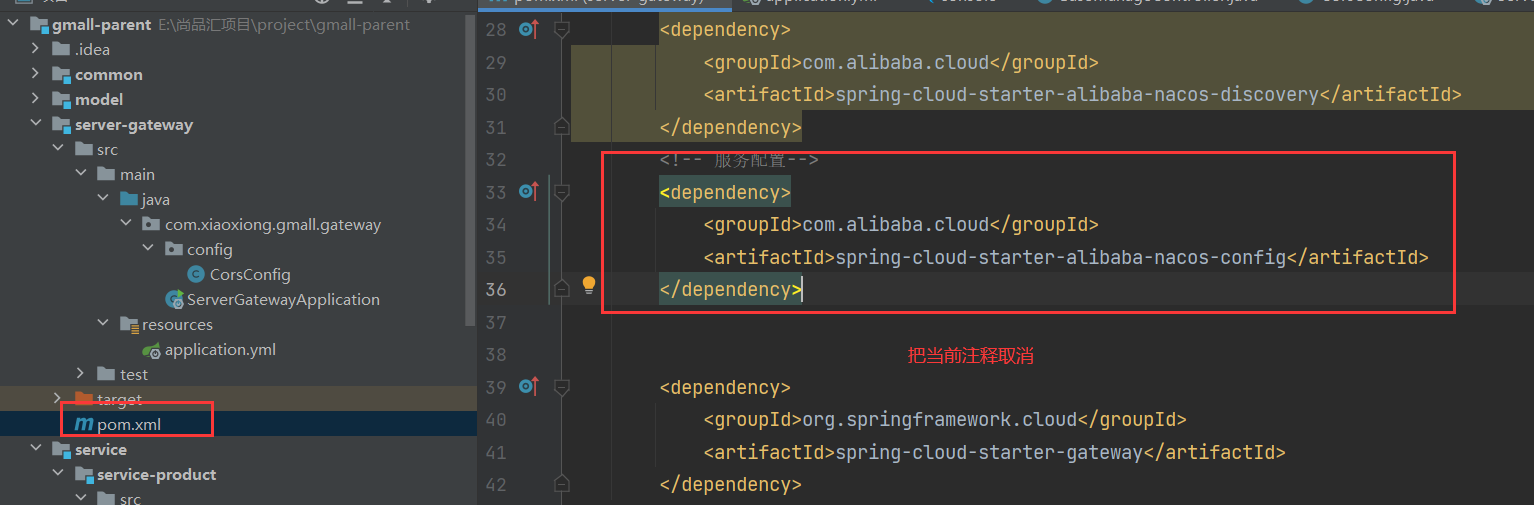 gmall-parent E:\尚品汇项目\project\gmall-parent
.idea
common
model
server-gateway
src
main
java
com.xiaoxiong.gmall.gateway
config
CorsConfig
ServerGatewayApplication
resources
application.yml
test
target
pom.xml
service
service-product
src
28 <dependency>
29 <groupId>com.alibaba.cloud</groupId>
30 <artifactId>spring-cloud-starter-alibaba-nacos-discovery</artifactId>
31 </dependency>
32 <!-- 服务配置-->
33 <dependency>
34 <groupId>com.alibaba.cloud</groupId>
35 <artifactId>spring-cloud-starter-alibaba-nacos-config</artifactId>
36 </dependency>
37
38
把当前注释取消
39 <dependency>
40 <groupId>org.springframework.cloud</groupId>
41 <artifactId>spring-cloud-starter-gateway</artifactId>
42 </dependency>